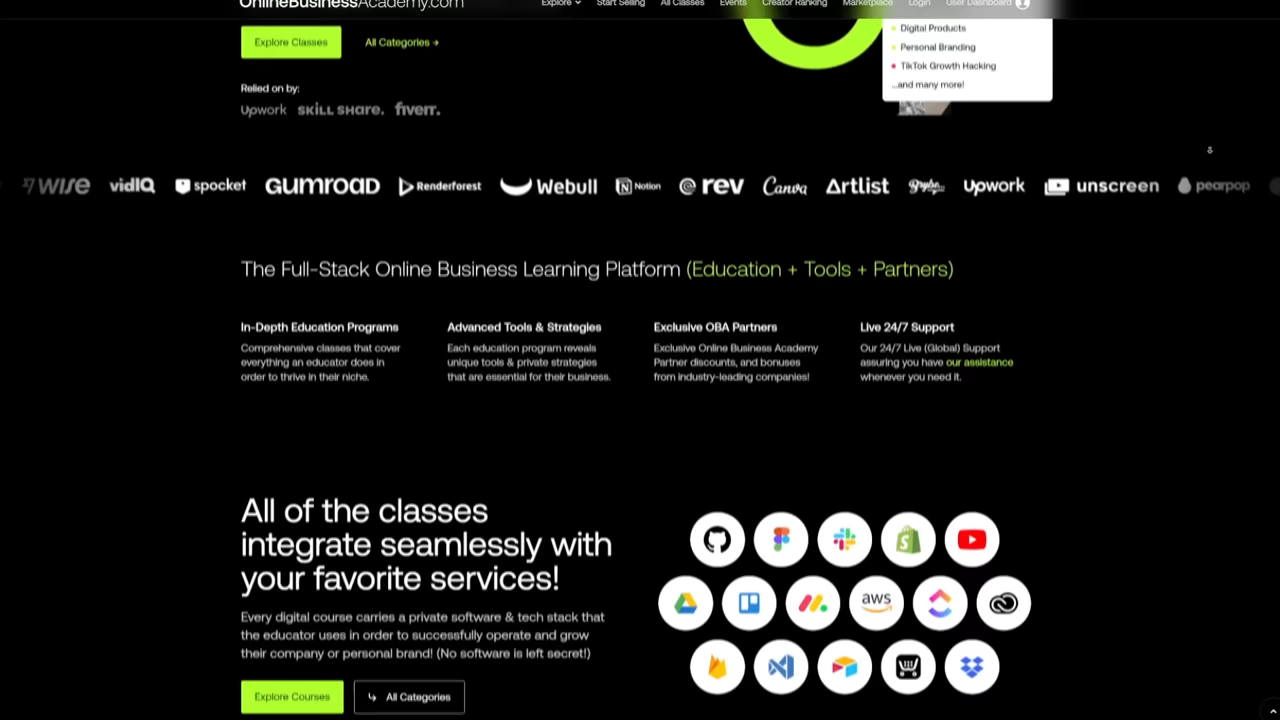 OnlineBusinessAcademy.com
Explore
Start Selling
All Classes
Events
Creator Ranking
Marketplace
Login
User Dashboard
Explore Classes
All Categories →
Digital Products
Personal Branding
TikTok Growth Hacking
...and many more!
Relied on by:
Upwork SKILL SHARE. fiverr.
WISE vidIQ spocket GUMROAD Renderforest Webull Notion rev Canva Artlist Upwork unscreen pearpop
The Full-Stack Online Business Learning Platform (Education + Tools + Partners)
In-Depth Education Programs
Comprehensive classes that cover
everything an educator does in
order to thrive in their niche.
Advanced Tools & Strategies
Each education program reveals
unique tools & private strategies
that are essential for their business.
Exclusive OBA Partners
Exclusive Online Business Academy
Partner discounts, and bonuses
from industry-leading companies!
Live 24/7 Support
Our 24/7 Live (Global) Support
assuring you have our assistance
whenever you need it.
All of the classes
integrate seamlessly with
your favorite services!
Every digital course carries a private software & tech stack that
the educator uses in order to successfully operate and grow
their company or personal brand! (No software is left secret!)
Explore Courses
↳ All Categories
aws